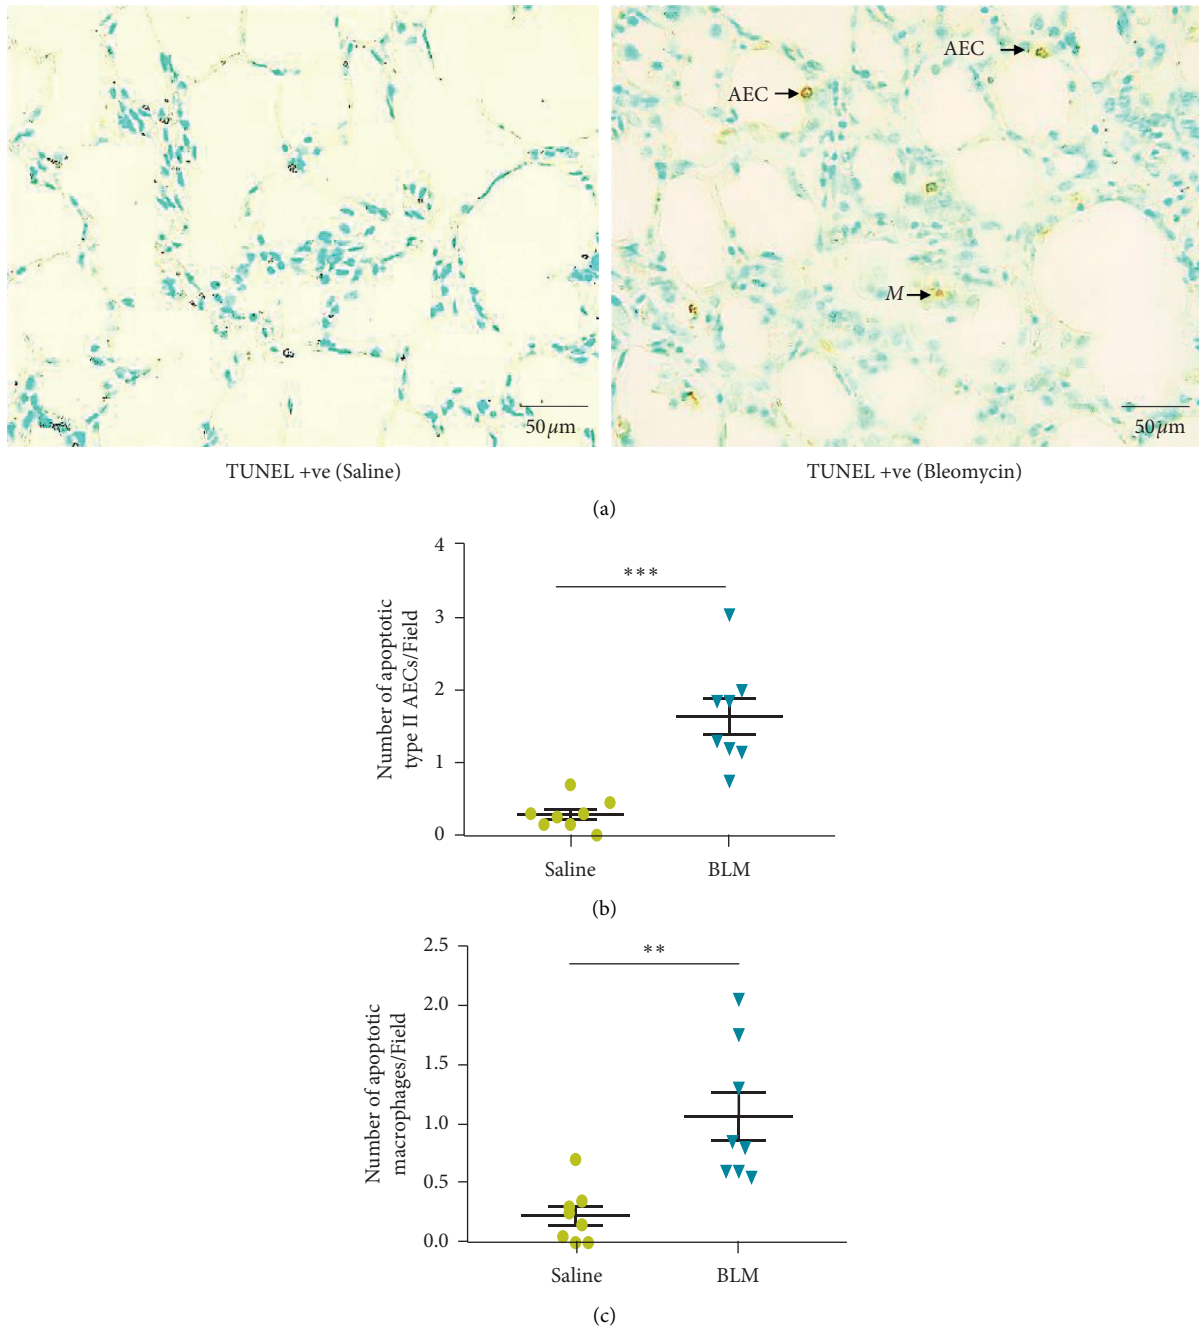 AEC
AEC
M
50 μm
50 μm
TUNEL +ve (Saline)
TUNEL +ve (Bleomycin)
(a)
4
3
2
1
0
Number of apoptotic
type II AECs/Field
***
Saline
BLM
(b)
2.5
2.0
1.5
1.0
0.5
0.0
Number of apoptotic
macrophages/Field
**
Saline
BLM
(c)